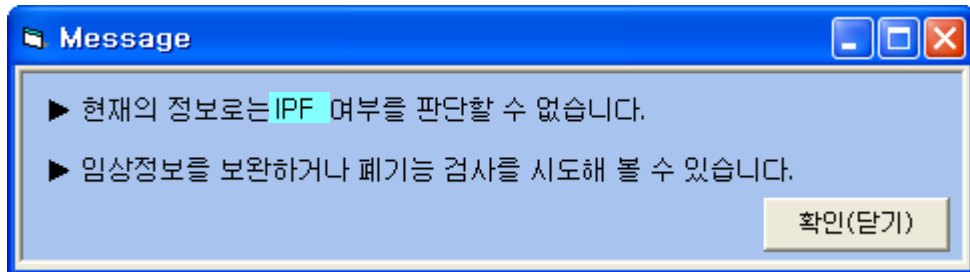 Message
▶ 현재의 정보로는 IPF 여부를 판단할 수 없습니다.
▶ 임상정보를 보완하거나 폐기능 검사를 시도해 볼 수 있습니다.
확인(닫기)